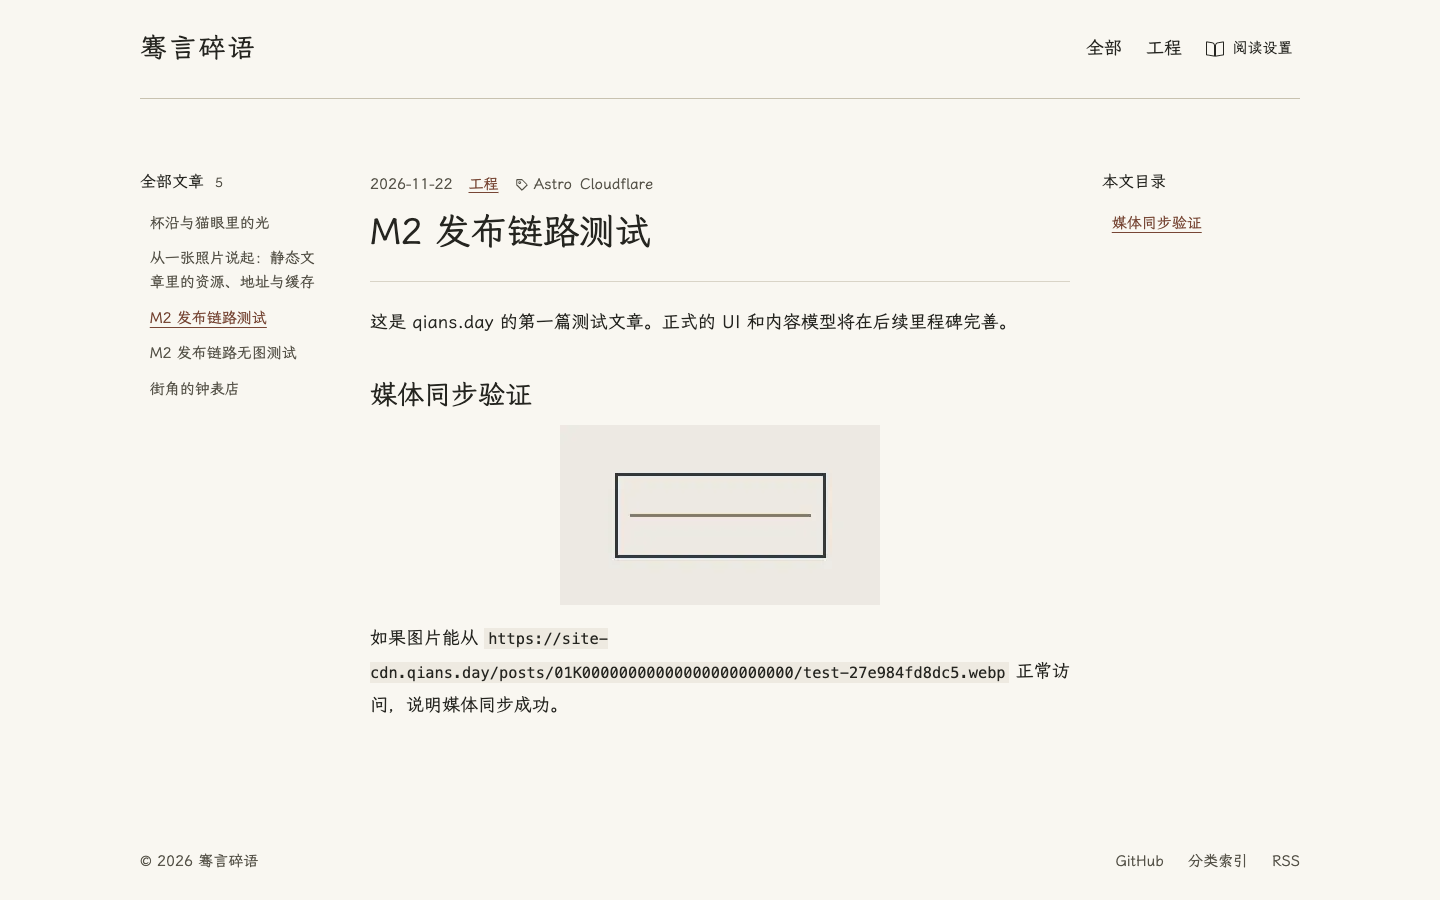 骞言碎语
全部 工程 阅读设置
全部文章 5
杯沿与猫眼里的光
从一张照片说起：静态文
章里的资源、地址与缓存
M2 发布链路测试
M2 发布链路无图测试
街角的钟表店
2026-11-22 工程 Astro Cloudflare
M2 发布链路测试
这是 qians.day 的第一篇测试文章。正式的 UI 和内容模型将在后续里程碑完善。
媒体同步验证
如果图片能从 https://site-
cdn.qians.day/posts/01K00000000000000000000000/test-27e984fd8dc5.webp 正常访
问，说明媒体同步成功。
本文目录
媒体同步验证
© 2026 骞言碎语
GitHub 分类索引 RSS